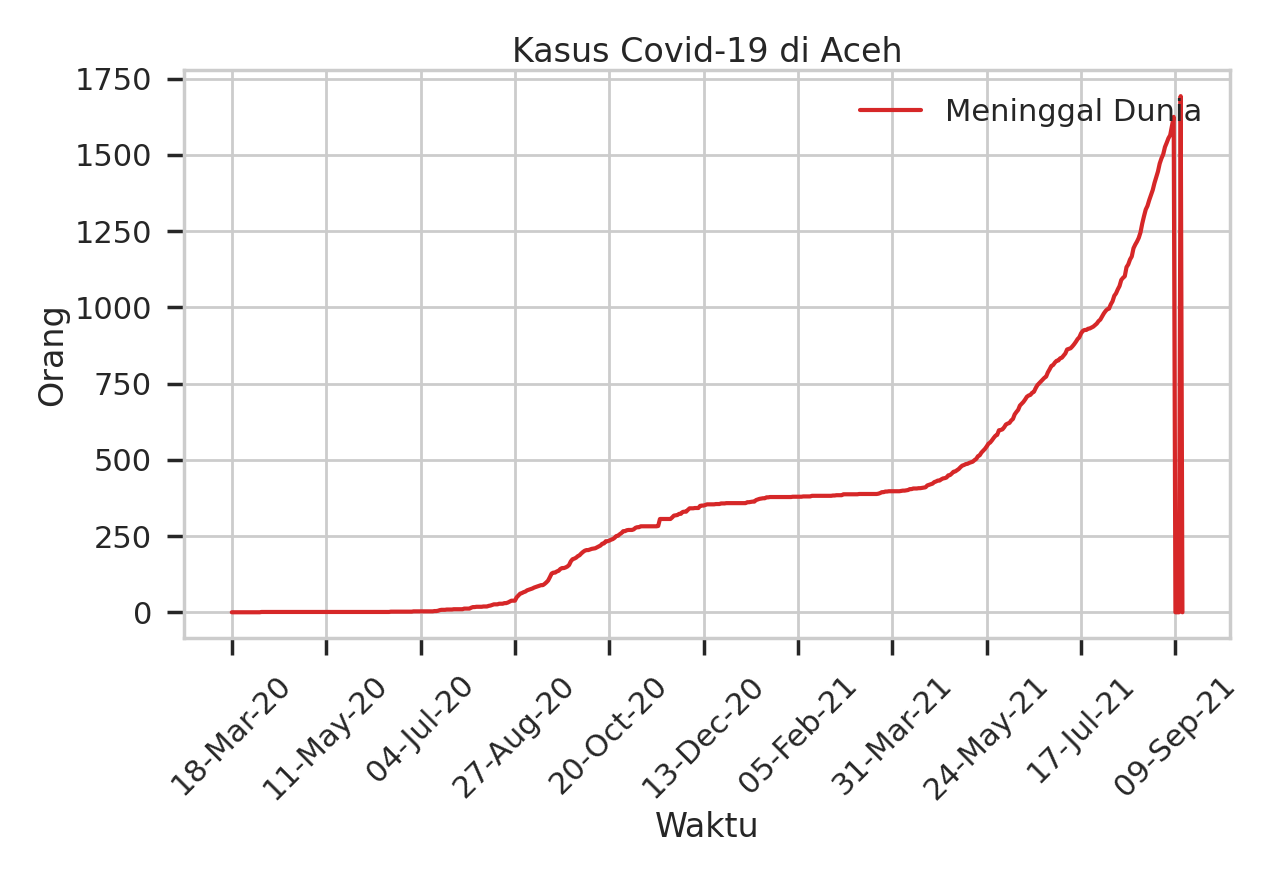 Kasus Covid-19 di Aceh
Meninggal Dunia
Orang
1750
1500
1250
1000
750
500
250
0
18-Mar-20
11-May-20
04-Jul-20
27-Aug-20
20-Oct-20
13-Dec-20
05-Feb-21
31-Mar-21
24-May-21
17-Jul-21
09-Sep-21
Waktu